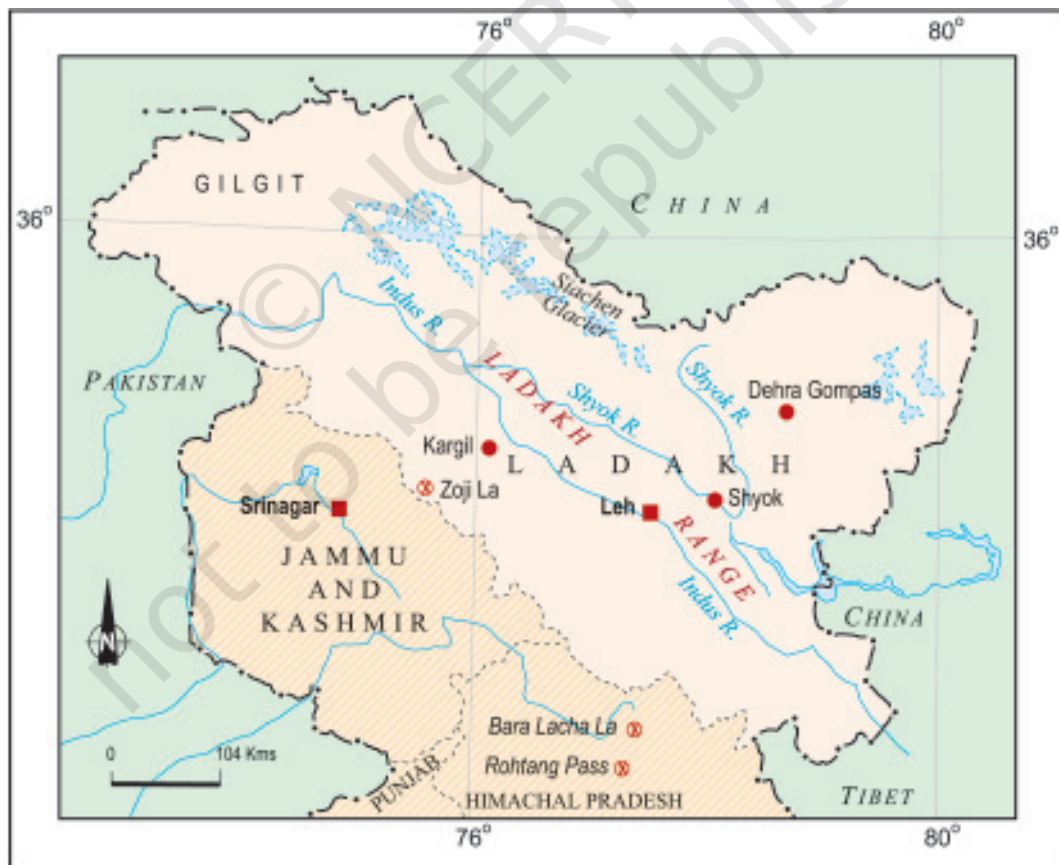 76°
80°
© NCERT
not to be republis
GILGIT
CHINA
36°
36°
Siachen
Glacier
Indus R.
PAKISTAN
LADAKH
Shyok R.
Shyok R.
Dehra Gompas
Kargil
LADAKH
Zoji La
Srinagar
Leh
Shyok
RANGE
JAMMU
AND
KASHMIR
Indus R.
CHINA
N
Bara Lacha La
0 104 Kms
Rohtang Pass
PUNJAB
HIMACHAL PRADESH
TIBET
76°
80°